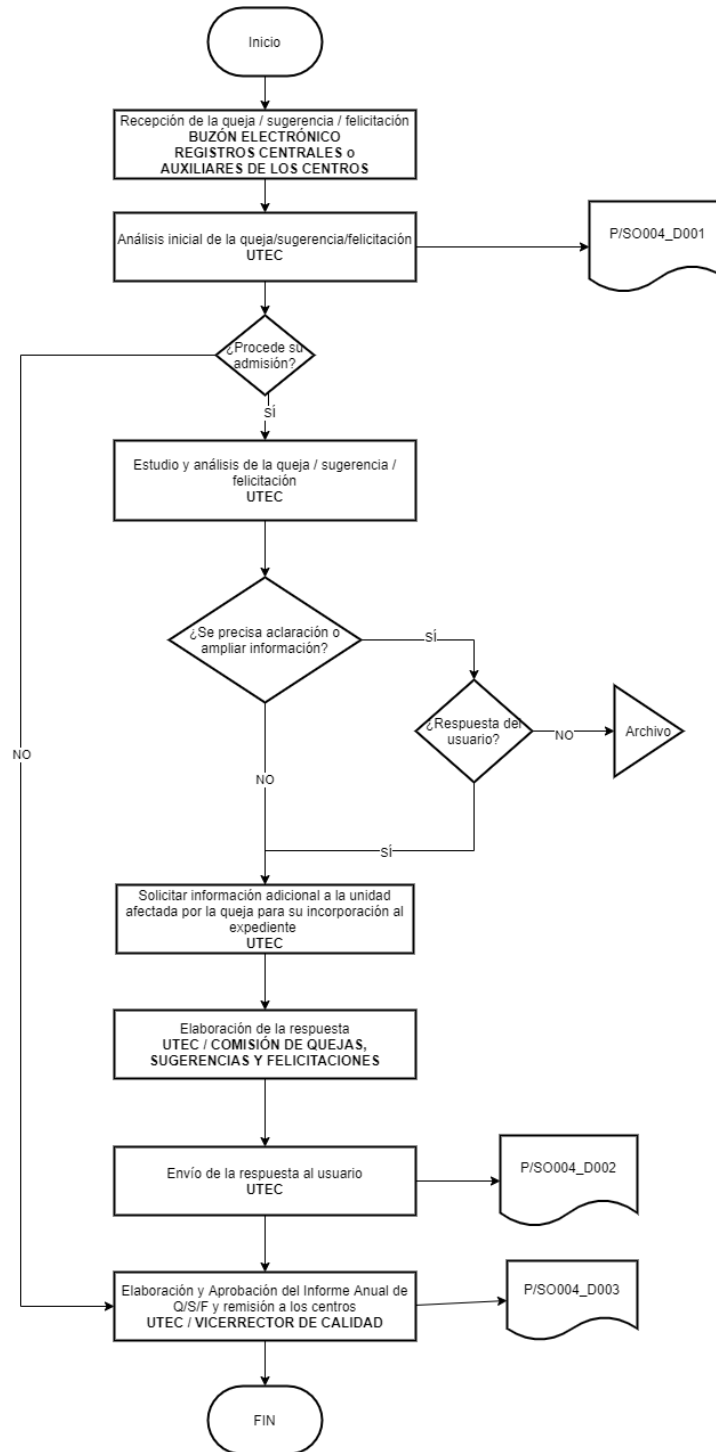 Inicio
Recepción de la queja / sugerencia / felicitación
BUZÓN ELECTRÓNICO
REGISTROS CENTRALES o
AUXILIARES DE LOS CENTROS
Análisis inicial de la queja/sugerencia/felicitación
UTEC
P/SO004_D001
¿Procede su
admisión?
SÍ
Estudio y análisis de la queja / sugerencia /
felicitación
UTEC
¿Se precisa aclaración o
ampliar información?
SÍ
¿Respuesta del
usuario?
NO
Archivo
NO
NO
SÍ
Solicitar información adicional a la unidad
afectada por la queja para su incorporación al
expediente
UTEC
Elaboración de la respuesta
UTEC / COMISIÓN DE QUEJAS,
SUGERENCIAS Y FELICITACIONES
Envío de la respuesta al usuario
UTEC
P/SO004_D002
Elaboración y Aprobación del Informe Anual de
Q/S/F y remisión a los centros
UTEC / VICERRECTOR DE CALIDAD
P/SO004_D003
FIN